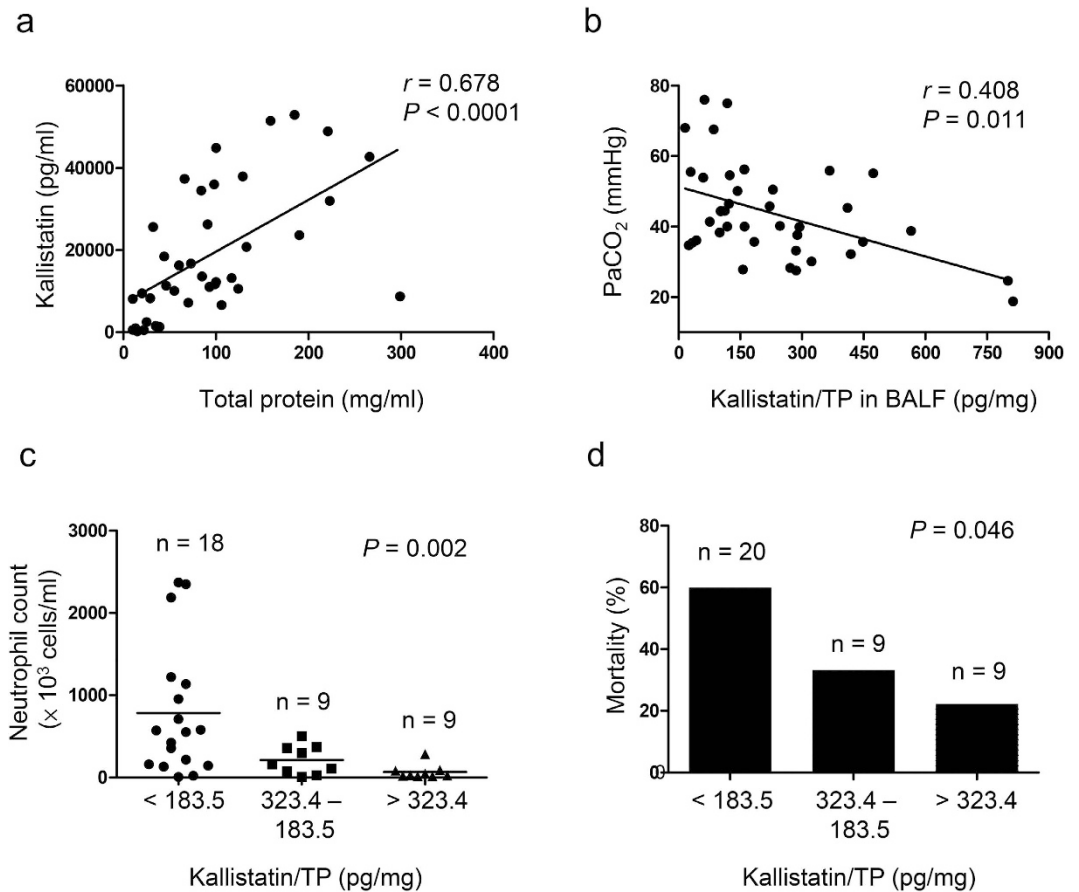 a
r = 0.678
P < 0.0001
60000
40000
20000
0
0
100
200
300
400
Kallistatin (pg/ml)
Total protein (mg/ml)
b
r = 0.408
P = 0.011
80
60
40
20
0
150
300
450
600
750
900
PaCO₂ (mmHg)
Kallistatin/TP in BALF (pg/mg)
c
3000
2000
1000
0
n = 18
n = 9
n = 9
P = 0.002
Neutrophil count
(× 10³ cells/ml)
< 183.5
323.4 –
183.5
> 323.4
Kallistatin/TP (pg/mg)
d
80
60
40
20
0
n = 20
n = 9
n = 9
P = 0.046
Mortality (%)
< 183.5
323.4 –
183.5
> 323.4
Kallistatin/TP (pg/mg)